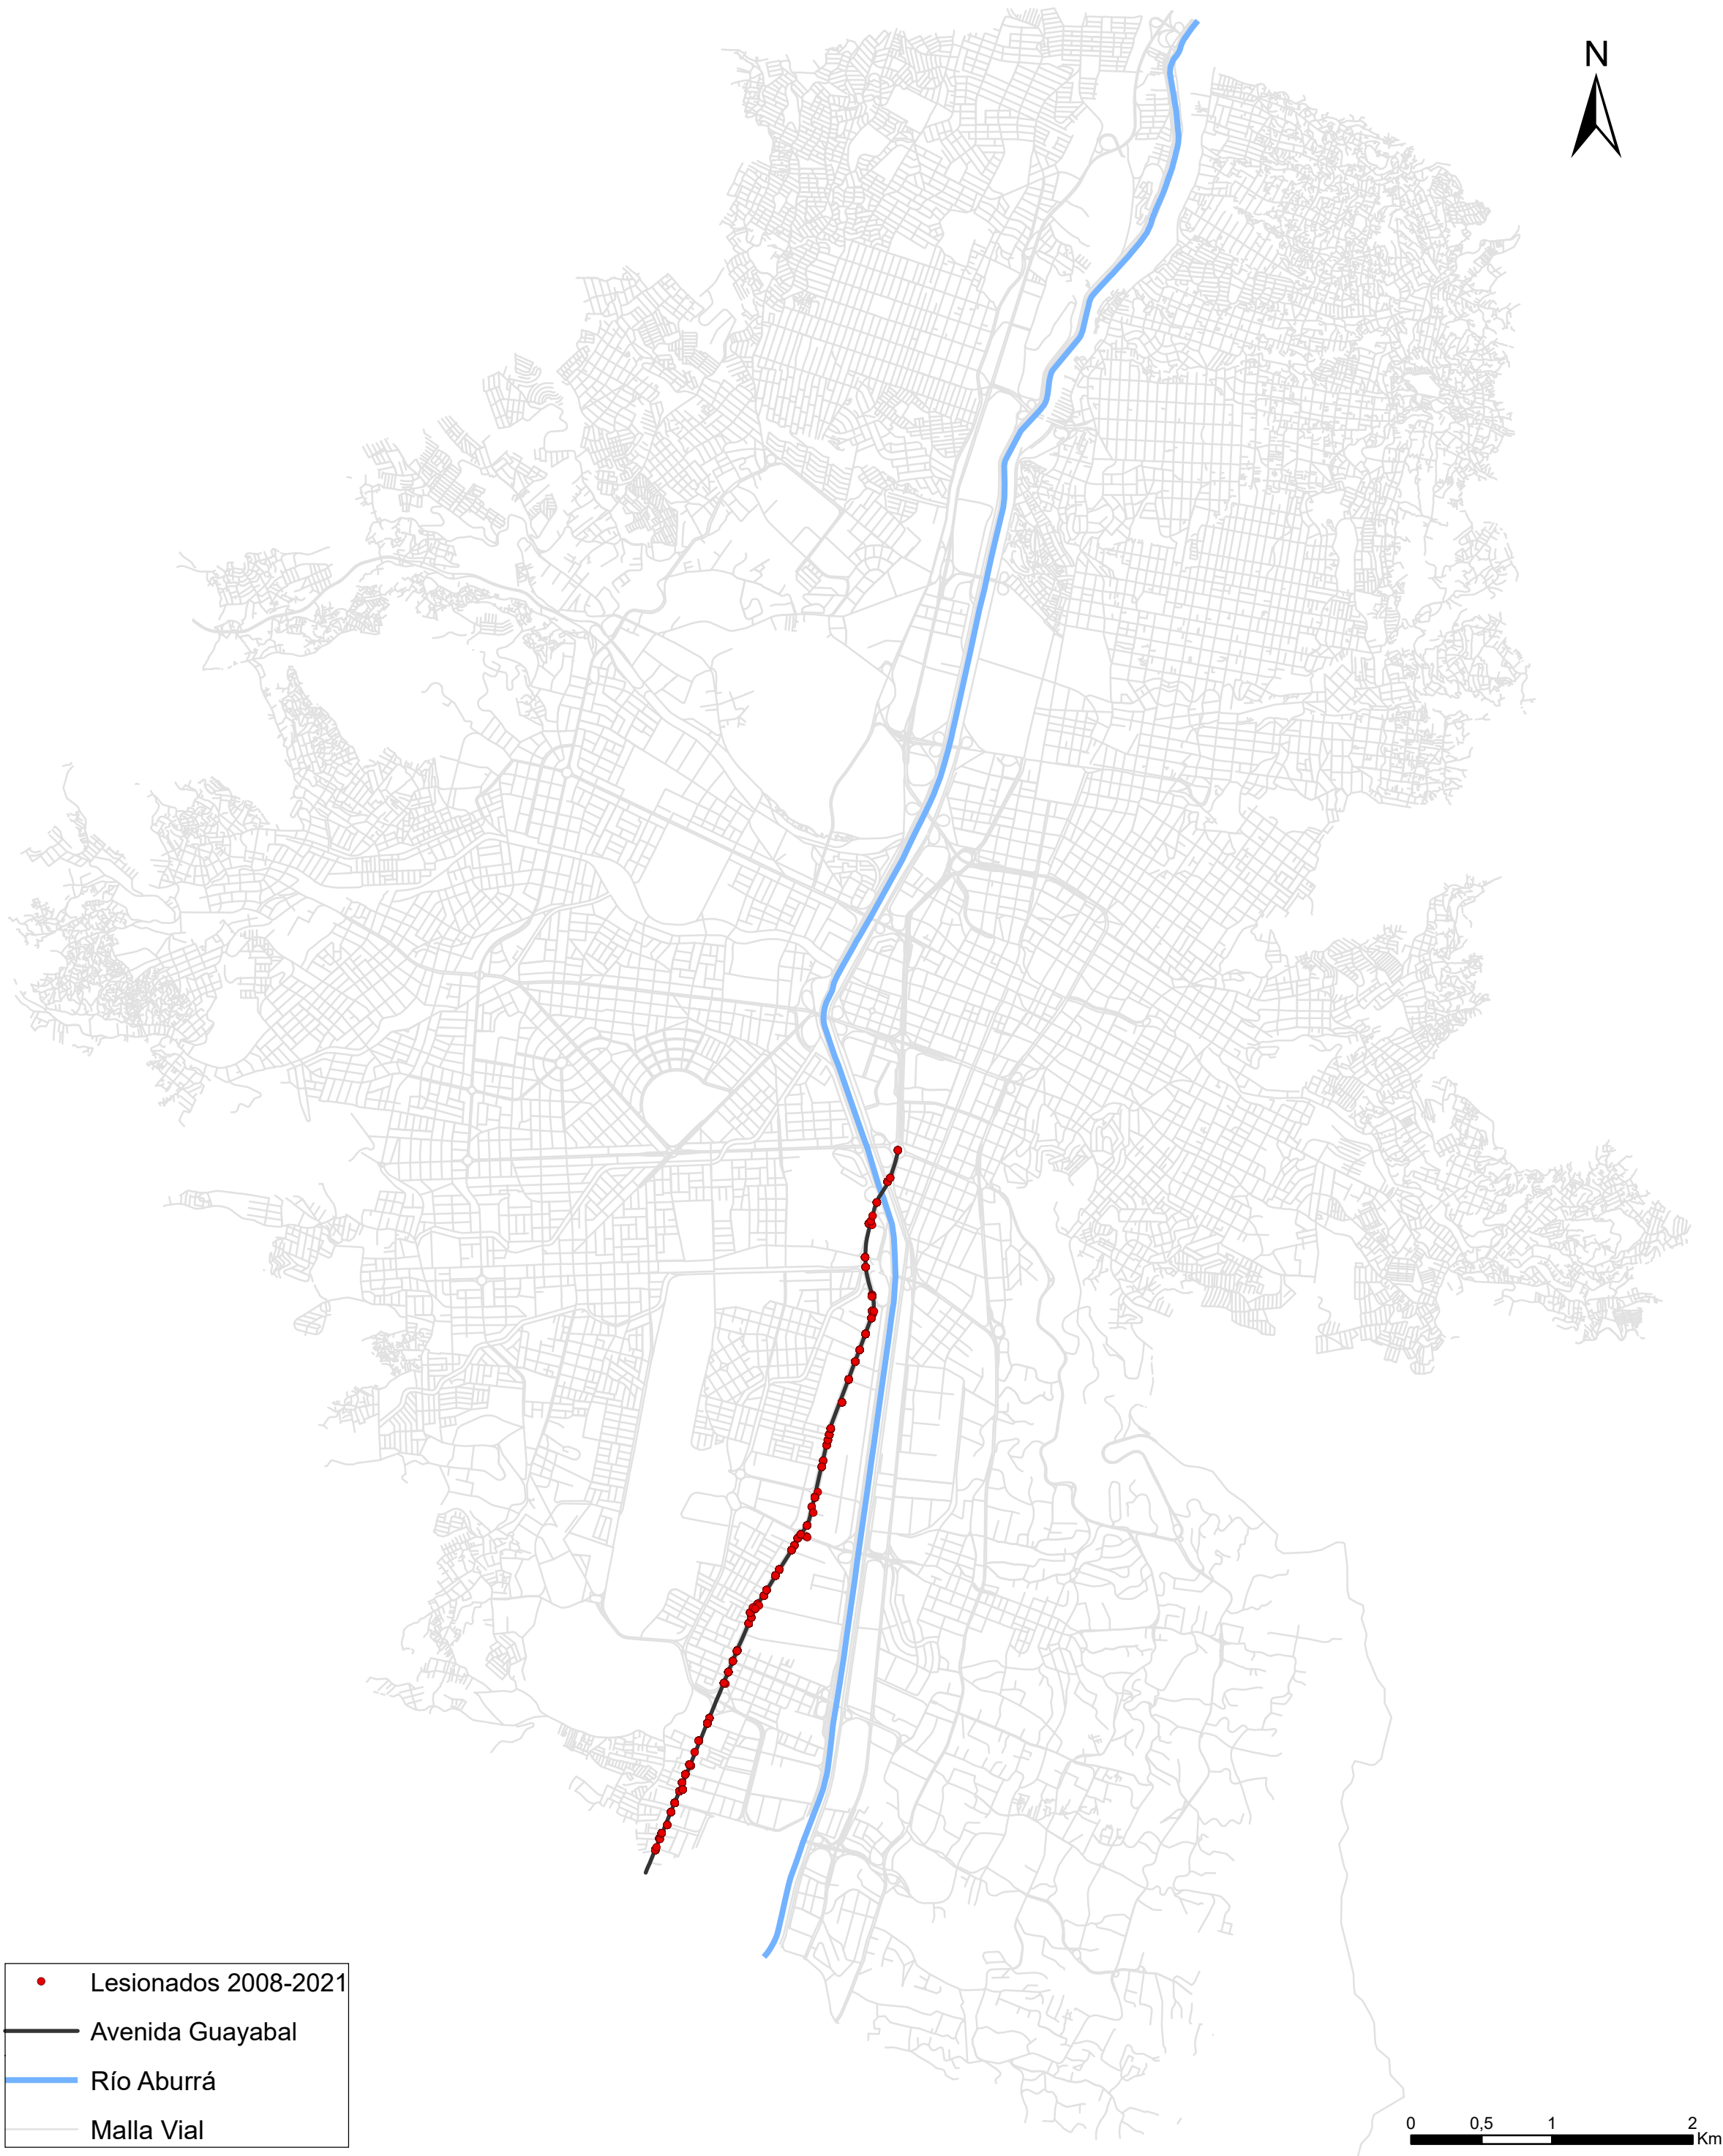 N
Lesionados 2008-2021
Avenida Guayabal
Río Aburrá
Malla Vial
0 0,5 1 2
Km